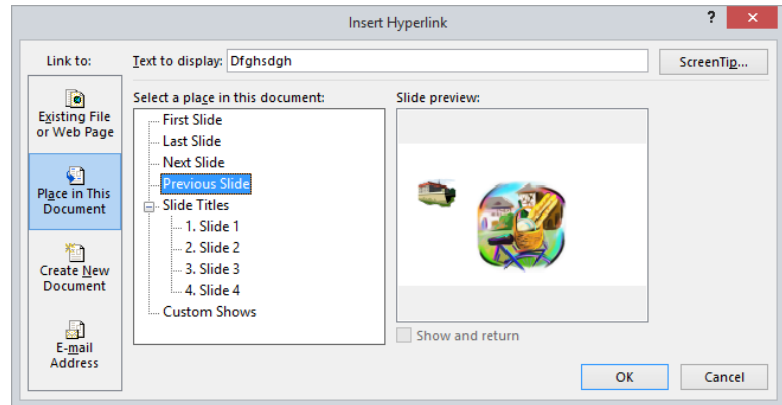 Insert Hyperlink
? ×
Link to:
Text to display: Dfghsdgh
ScreenTip...
Existing File
or Web Page
Place in This
Document
Create New
Document
E-mail
Address
Select a place in this document:
First Slide
Last Slide
Next Slide
Previous Slide
Slide Titles
1. Slide 1
2. Slide 2
3. Slide 3
4. Slide 4
Custom Shows
Slide preview:
Show and return
OK
Cancel